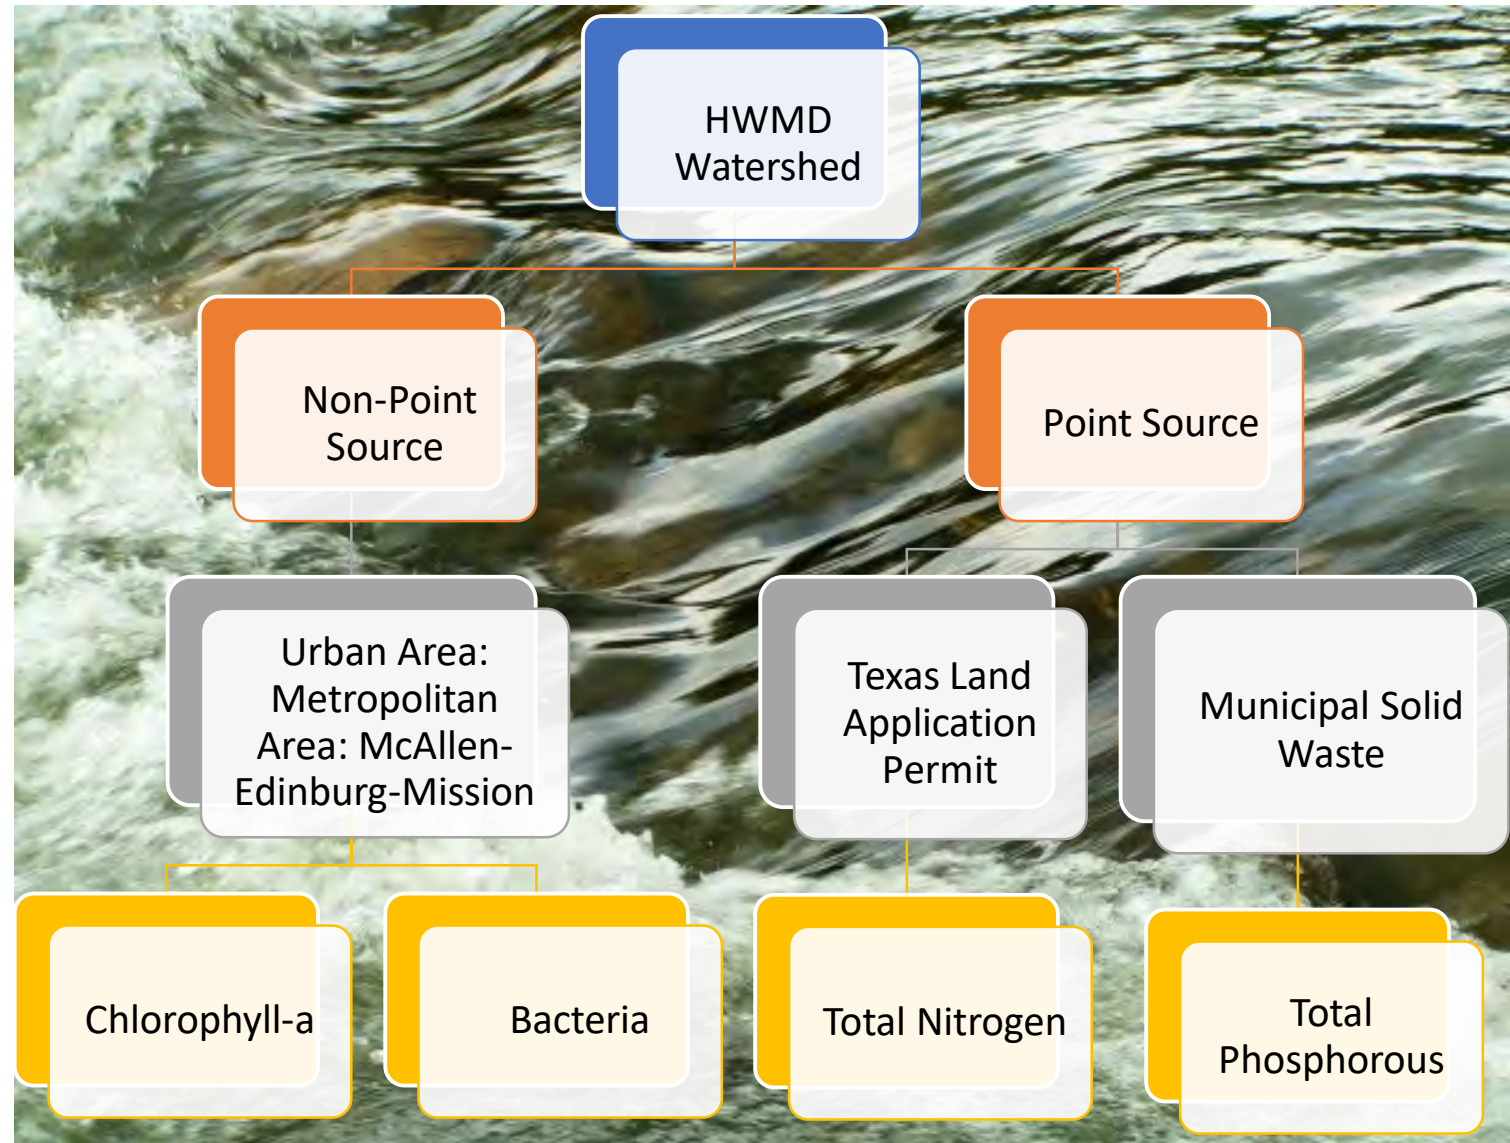 HWMD
Watershed
Non-Point
Source
Point Source
Urban Area:
Metropolitan
Area: McAllen-
Edinburg-Mission
Texas Land
Application
Permit
Municipal Solid
Waste
Chlorophyll-a
Bacteria
Total Nitrogen
Total
Phosphorous